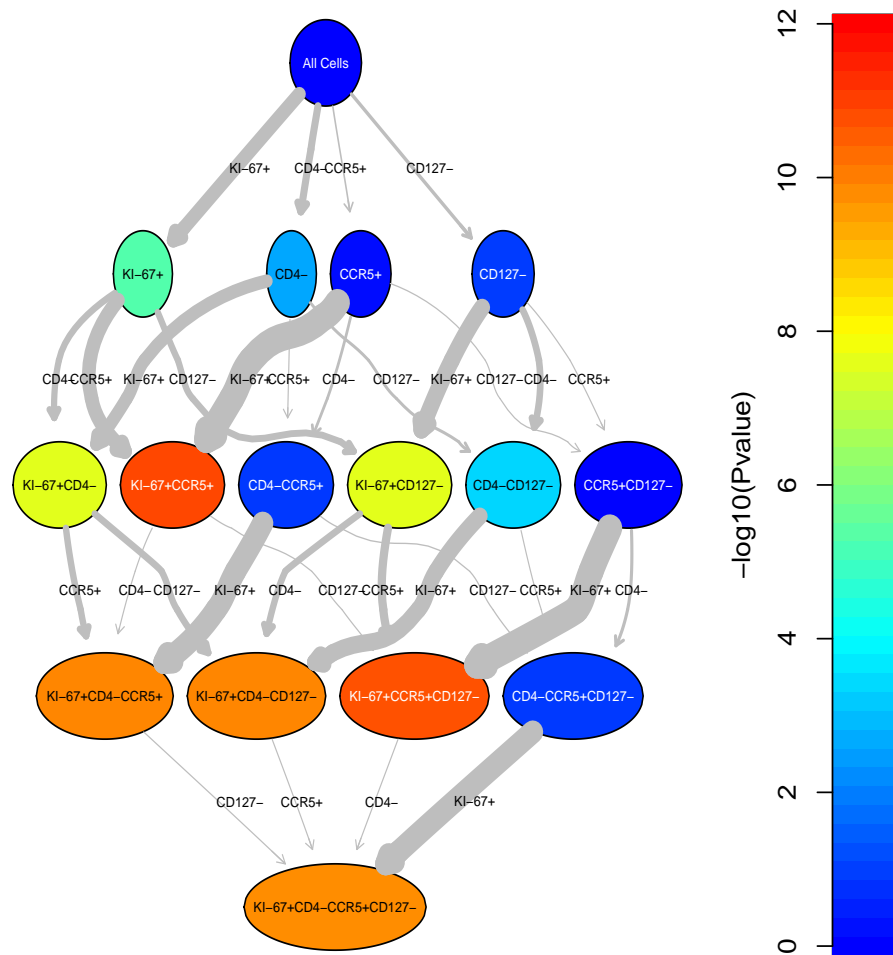 All Cells
KI–67+
CD4–
CCR5+
CD127–
KI–67+
CD4–
CCR5+
CD127–
CD4–
CCR5+
KI–67+
CD127–
KI–67+
CCR5+
CD4–
CD127–
KI–67+
CD127–
CD4–
CCR5+
KI–67+CD4–
KI–67+CCR5+
CD4–CCR5+
KI–67+CD127–
CD4–CD127–
CCR5+CD127–
CCR5+
CD4–
CD127–
KI–67+
CD4–
CD127–
CCR5+
KI–67+
CD127–
CCR5+
KI–67+
CD4–
KI–67+CD4–CCR5+
KI–67+CD4–CD127–
KI–67+CCR5+CD127–
CD4–CCR5+CD127–
CD127–
CCR5+
CD4–
KI–67+
KI–67+CD4–CCR5+CD127–
–log10(Pvalue)
12
10
8
6
4
2
0